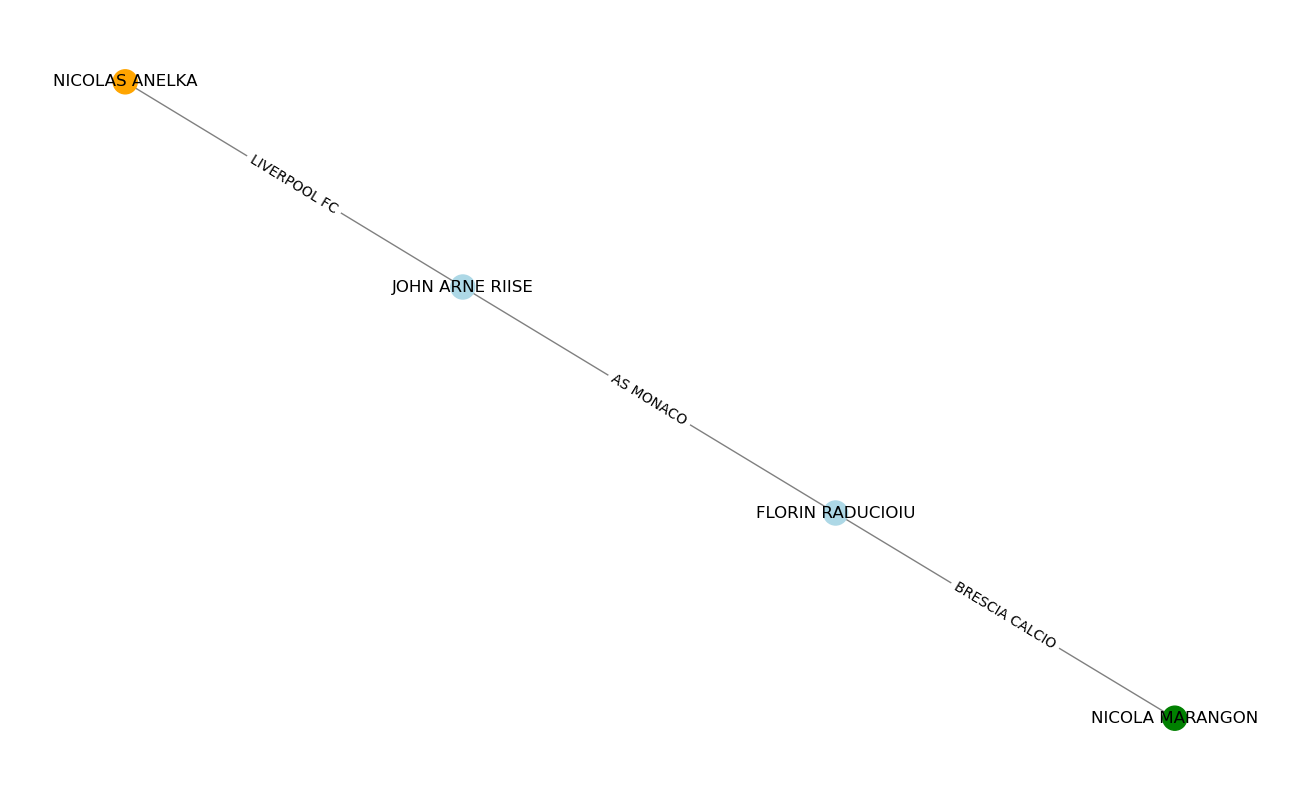 NICOLAS ANELKA
LIVERPOOL FC
JOHN ARNE RIISE
AS MONACO
FLORIN RADUCIOIU
BRESCIA CALCIO
NICOLA MARANGON